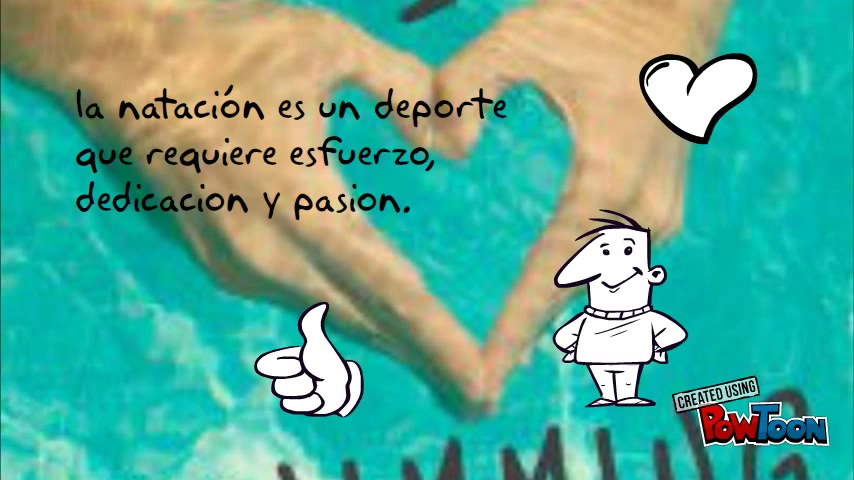 la natación es un deporte
que requiere esfuerzo,
dedicacion y pasion.
CREATED USING
POWTOON